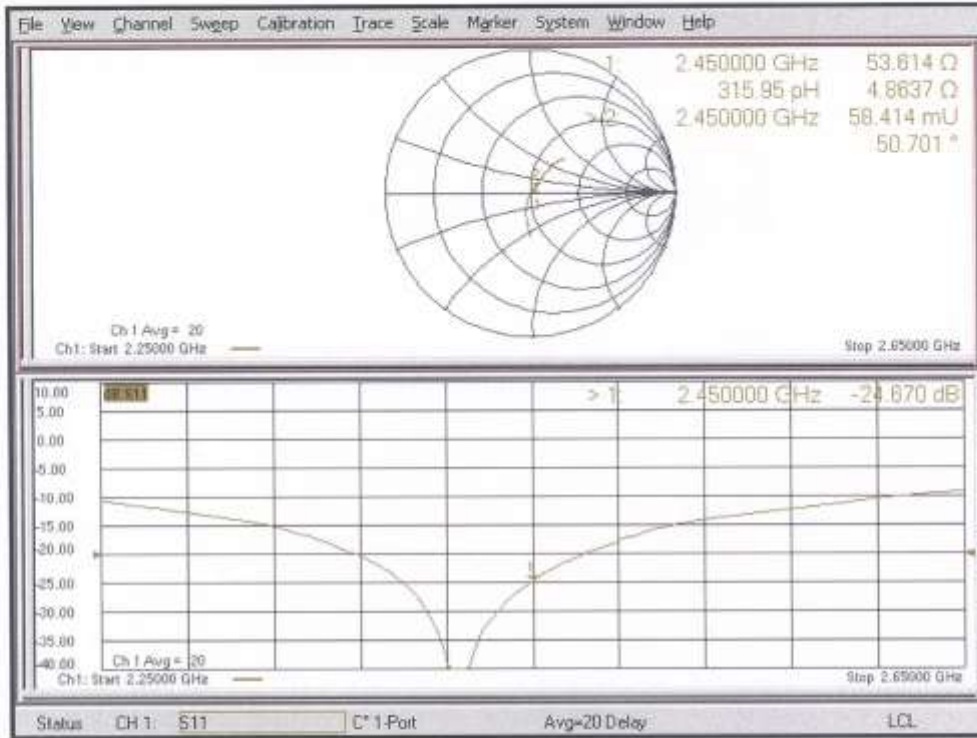 File View Channel Sweep Calibration Trace Scale Marker System Window Help
1: 2.450000 GHz 53.614 Ω
315.95 pH 4.8637 Ω
> 2: 2.450000 GHz 58.414 mU
50.701 °
Ch 1 Avg = 20
Ch1: Start 2.25000 GHz
Stop 2.65000 GHz
10.00
> 1: 2.450000 GHz -24.670 dB
5.00
0.00
-5.00
-10.00
-15.00
-20.00
-25.00
-30.00
-35.00
-40.00
Ch 1 Avg = 20
Ch1: Start 2.25000 GHz
Stop 2.65000 GHz
Status CH 1: S11 C* 1-Port Avg=20 Delay LCL